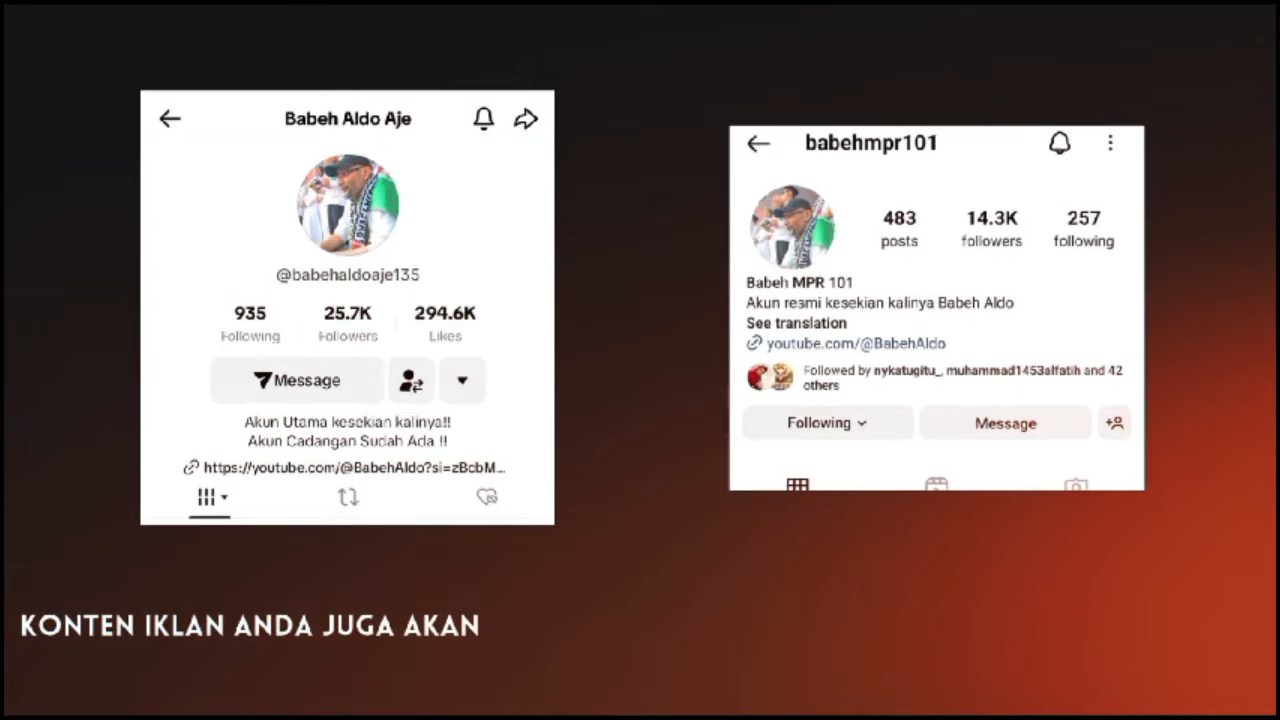 Babeh Aldo Aje
@babehaldoaje135
935
25.7K
294.6K
Following
Followers
Likes
Message
Akun Utama kesekian kalinya!!
Akun Cadangan Sudah Ada !!
https://youtube.com/@BabehAldo?si=zBcbM...
babehmpr101
483
14.3K
257
posts
followers
following
Babeh MPR 101
Akun resmi kesekian kalinya Babeh Aldo
See translation
youtube.com/@BabehAldo
Followed by nykatugitu_, muhammad1453alfatih and 42
others
Following
Message
KONTEN IKLAN ANDA JUGA AKAN